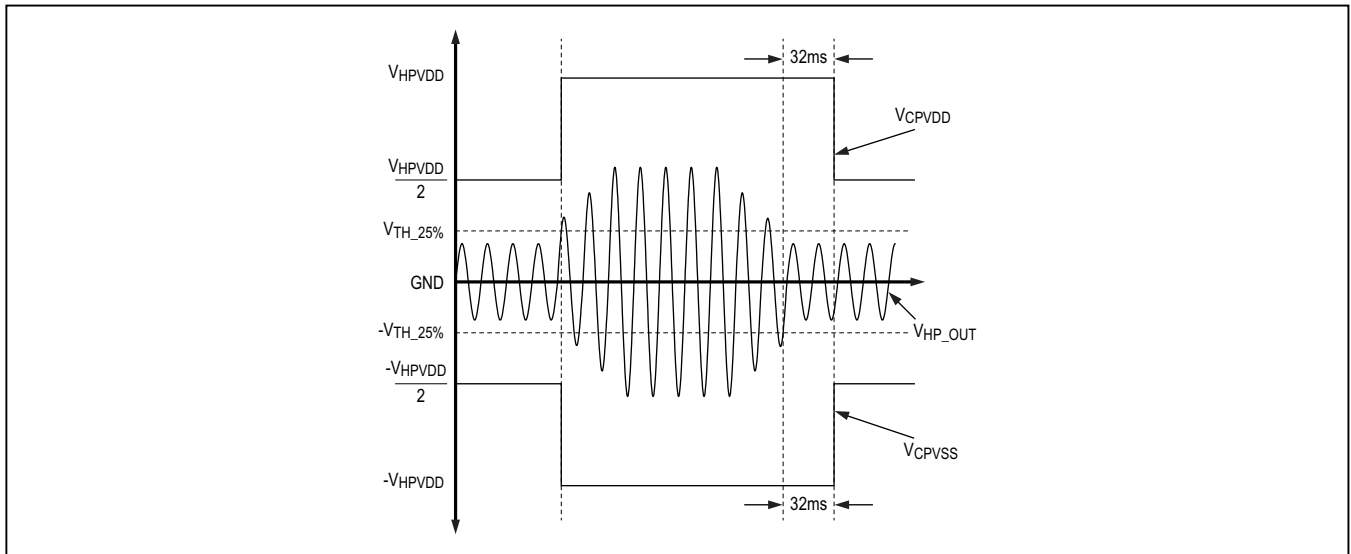 32ms
VHPVDD
VCPVDD
VHPVDD
2
VTH_25%
GND
-VTH_25%
VHP_OUT
-VHPVDD
2
VCPVSS
-VHPVDD
32ms